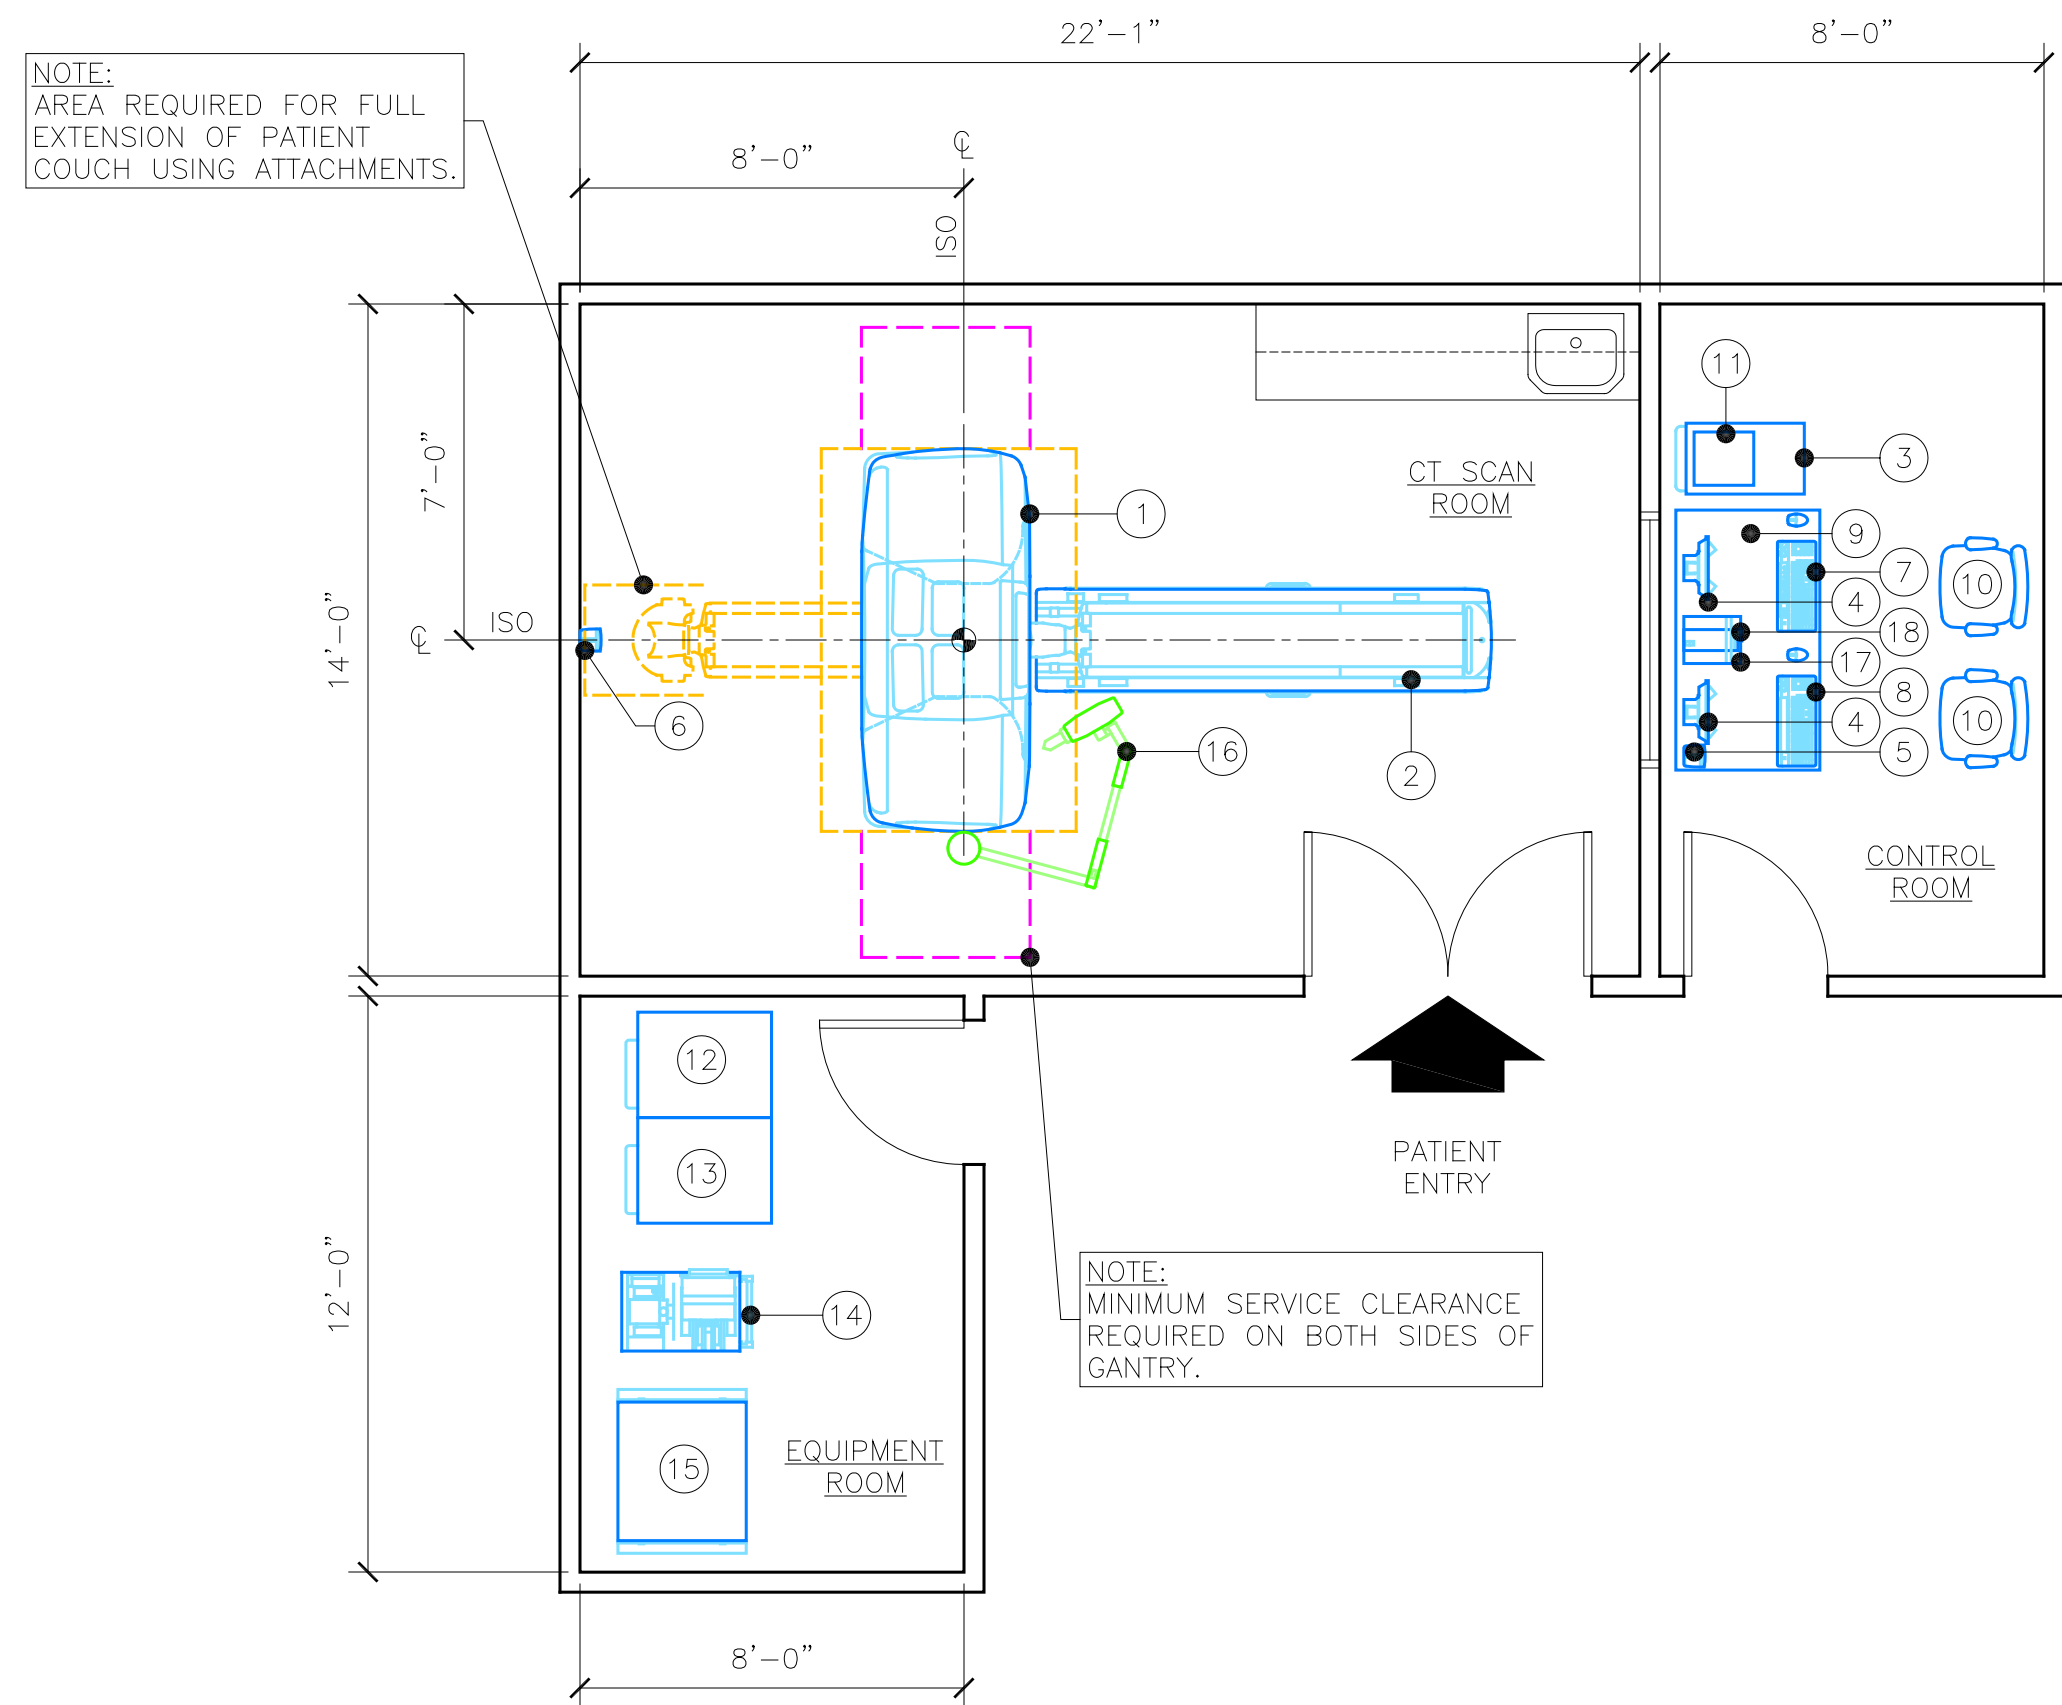 22'-1"
8'-0"
NOTE:
AREA REQUIRED FOR FULL
EXTENSION OF PATIENT
COUCH USING ATTACHMENTS.
8'-0"
℄
ISO
14'-0"
7'-0"
℄
ISO
CT SCAN
ROOM
1
2
6
16
11
3
9
7
4
18
17
8
4
5
10
10
CONTROL
ROOM
12'-0"
12
13
14
15
EQUIPMENT
ROOM
PATIENT
ENTRY
NOTE:
MINIMUM SERVICE CLEARANCE
REQUIRED ON BOTH SIDES OF
GANTRY.
8'-0"